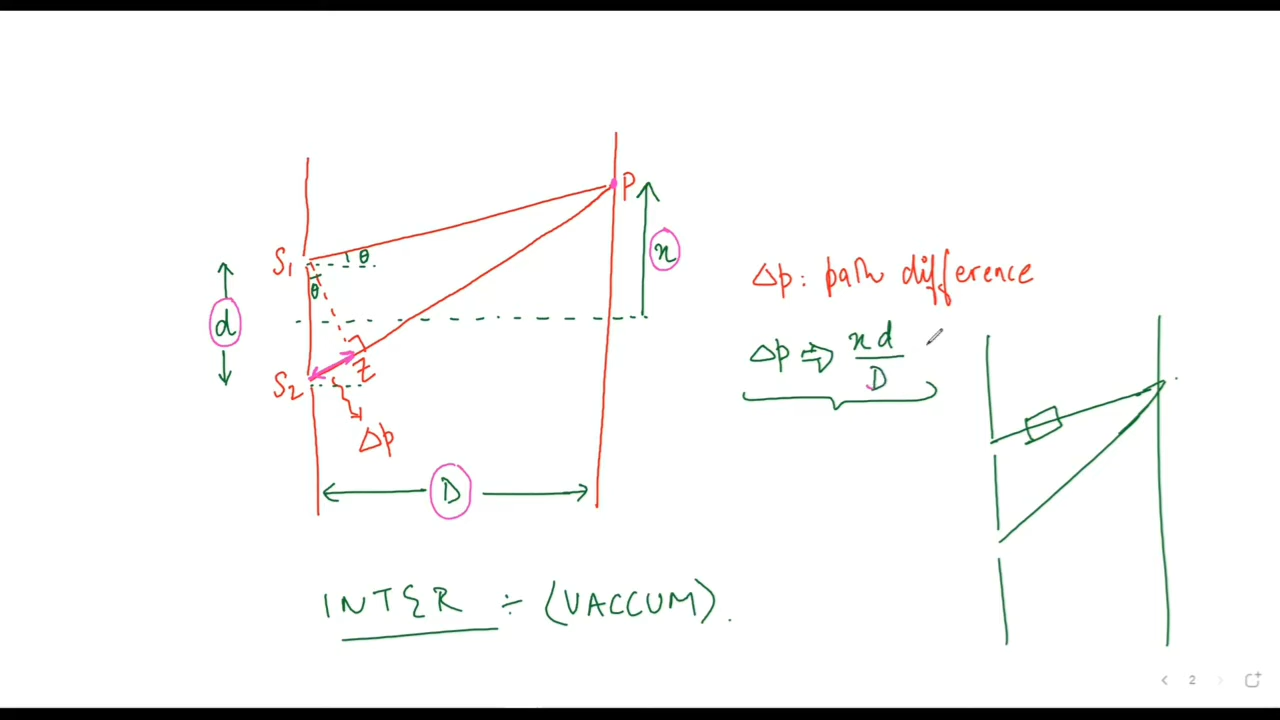 P
S₁
θ
θ
x
d
Δp: path difference
Δp ⇒ xd/D
S₂
Z
Δp
D
INTER ÷ (VACCUM).
2